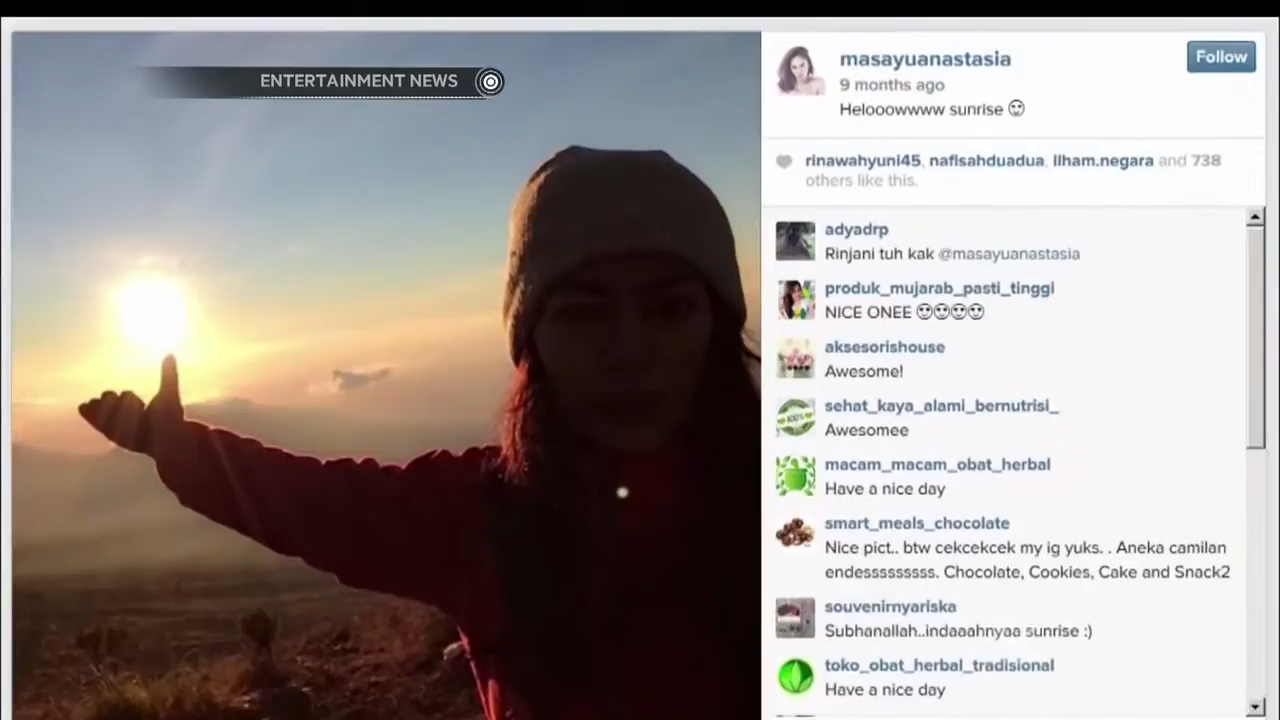 ENTERTAINMENT NEWS
masayuanastasia
Follow
9 months ago
Helooowwww sunrise
rinawahyuni45, nafisahduadua, ilham.negara and 738
others like this.
adyadrp
Rinjani tuh kak @masayuanastasia
produk_mujarab_pasti_tinggi
NICE ONEE
aksesorishouse
Awesome!
sehat_kaya_alami_bernutrisi_
Awesomee
macam_macam_obat_herbal
Have a nice day
smart_meals_chocolate
Nice pict.. btw cekcekcek my ig yuks. . Aneka camilan
endesssssssss. Chocolate, Cookies, Cake and Snack2
souvenirnyariska
Subhanallah..indaaahnyaa sunrise :)
toko_obat_herbal_tradisional
Have a nice day